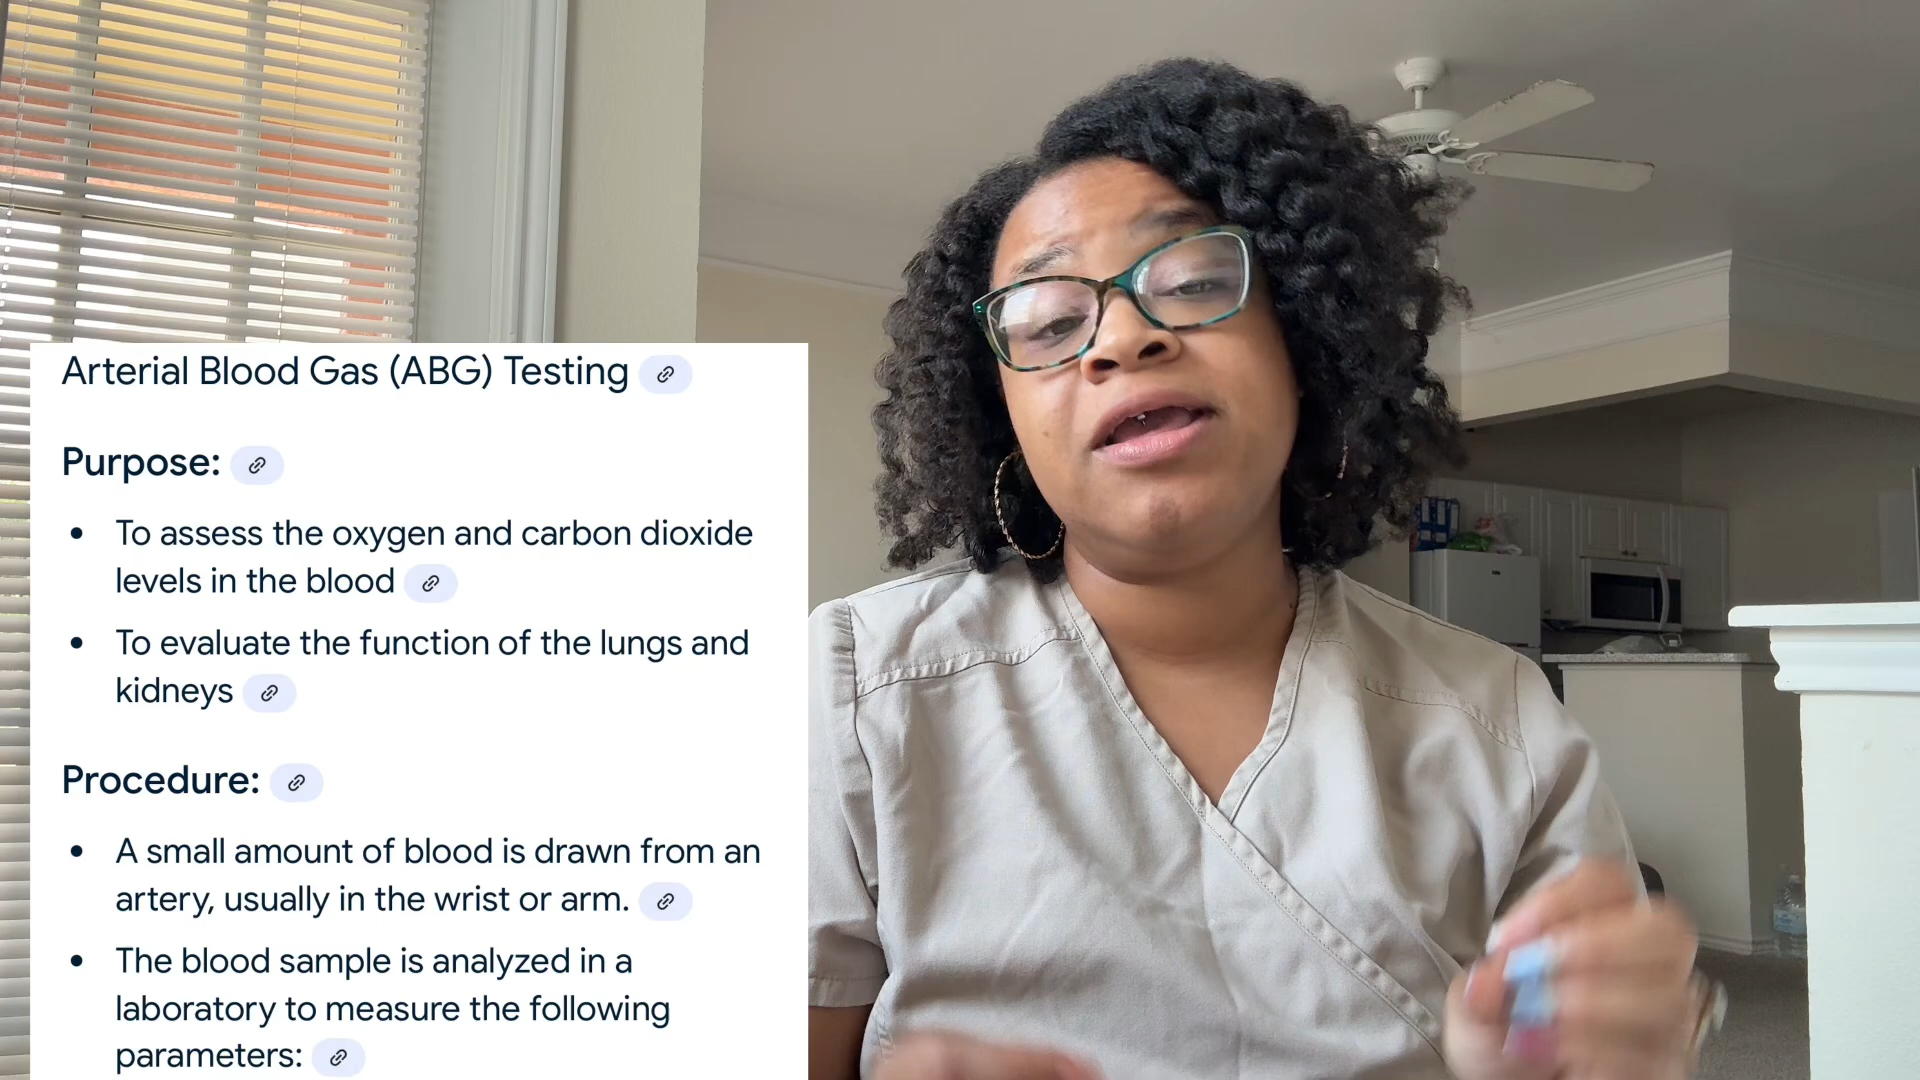 Arterial Blood Gas (ABG) Testing
Purpose:
• To assess the oxygen and carbon dioxide
levels in the blood
• To evaluate the function of the lungs and
kidneys
Procedure:
• A small amount of blood is drawn from an
artery, usually in the wrist or arm.
• The blood sample is analyzed in a
laboratory to measure the following
parameters: